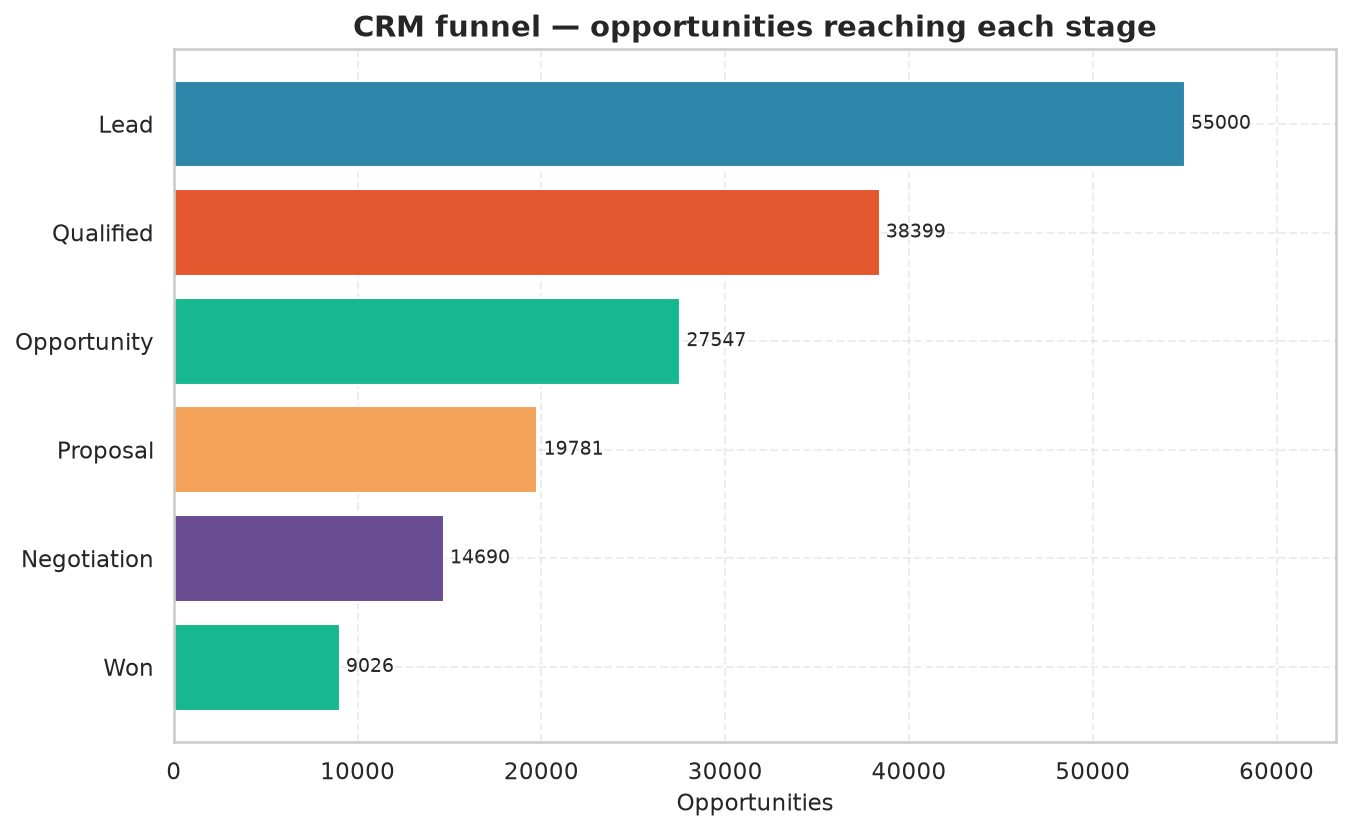 CRM funnel — opportunities reaching each stage
Lead
55000
Qualified
38399
Opportunity
27547
Proposal
19781
Negotiation
14690
Won
9026
0 10000 20000 30000 40000 50000 60000
Opportunities